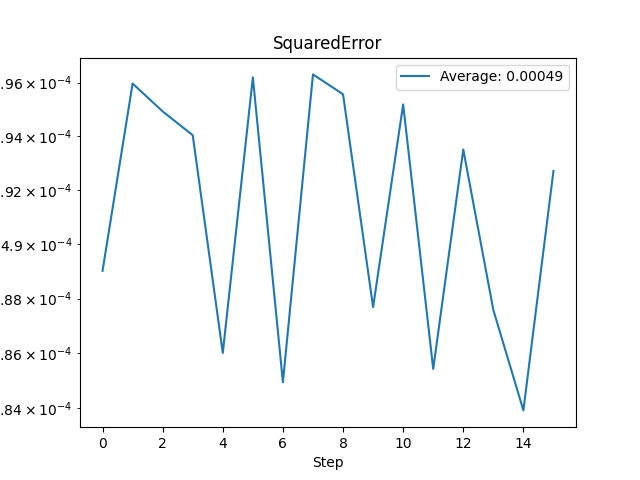 SquaredError
Average: 0.00049
.96 × 10⁻⁴
.94 × 10⁻⁴
.92 × 10⁻⁴
4.9 × 10⁻⁴
.88 × 10⁻⁴
.86 × 10⁻⁴
.84 × 10⁻⁴
0 2 4 6 8 10 12 14
Step